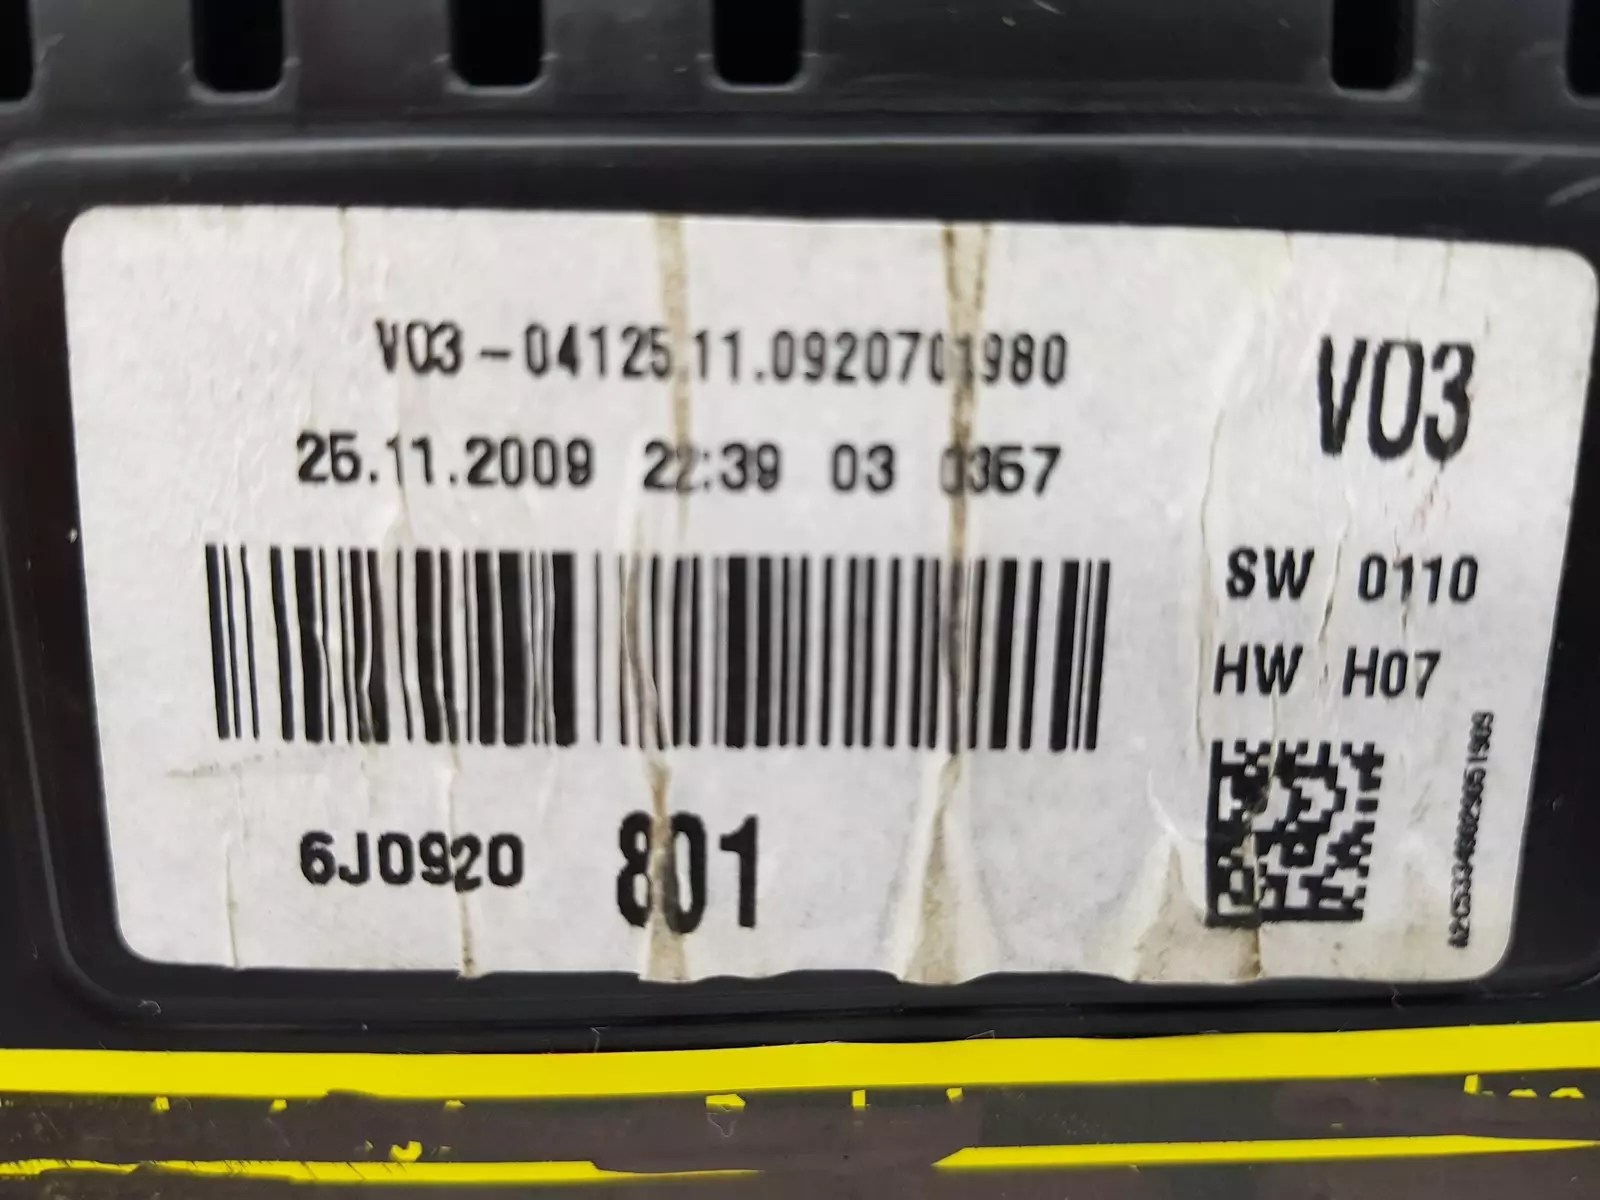 V03-04125.11.0920701980
25.11.2009 22:39 03 0357
V03
SW 0110
HW H07
6J0920 801